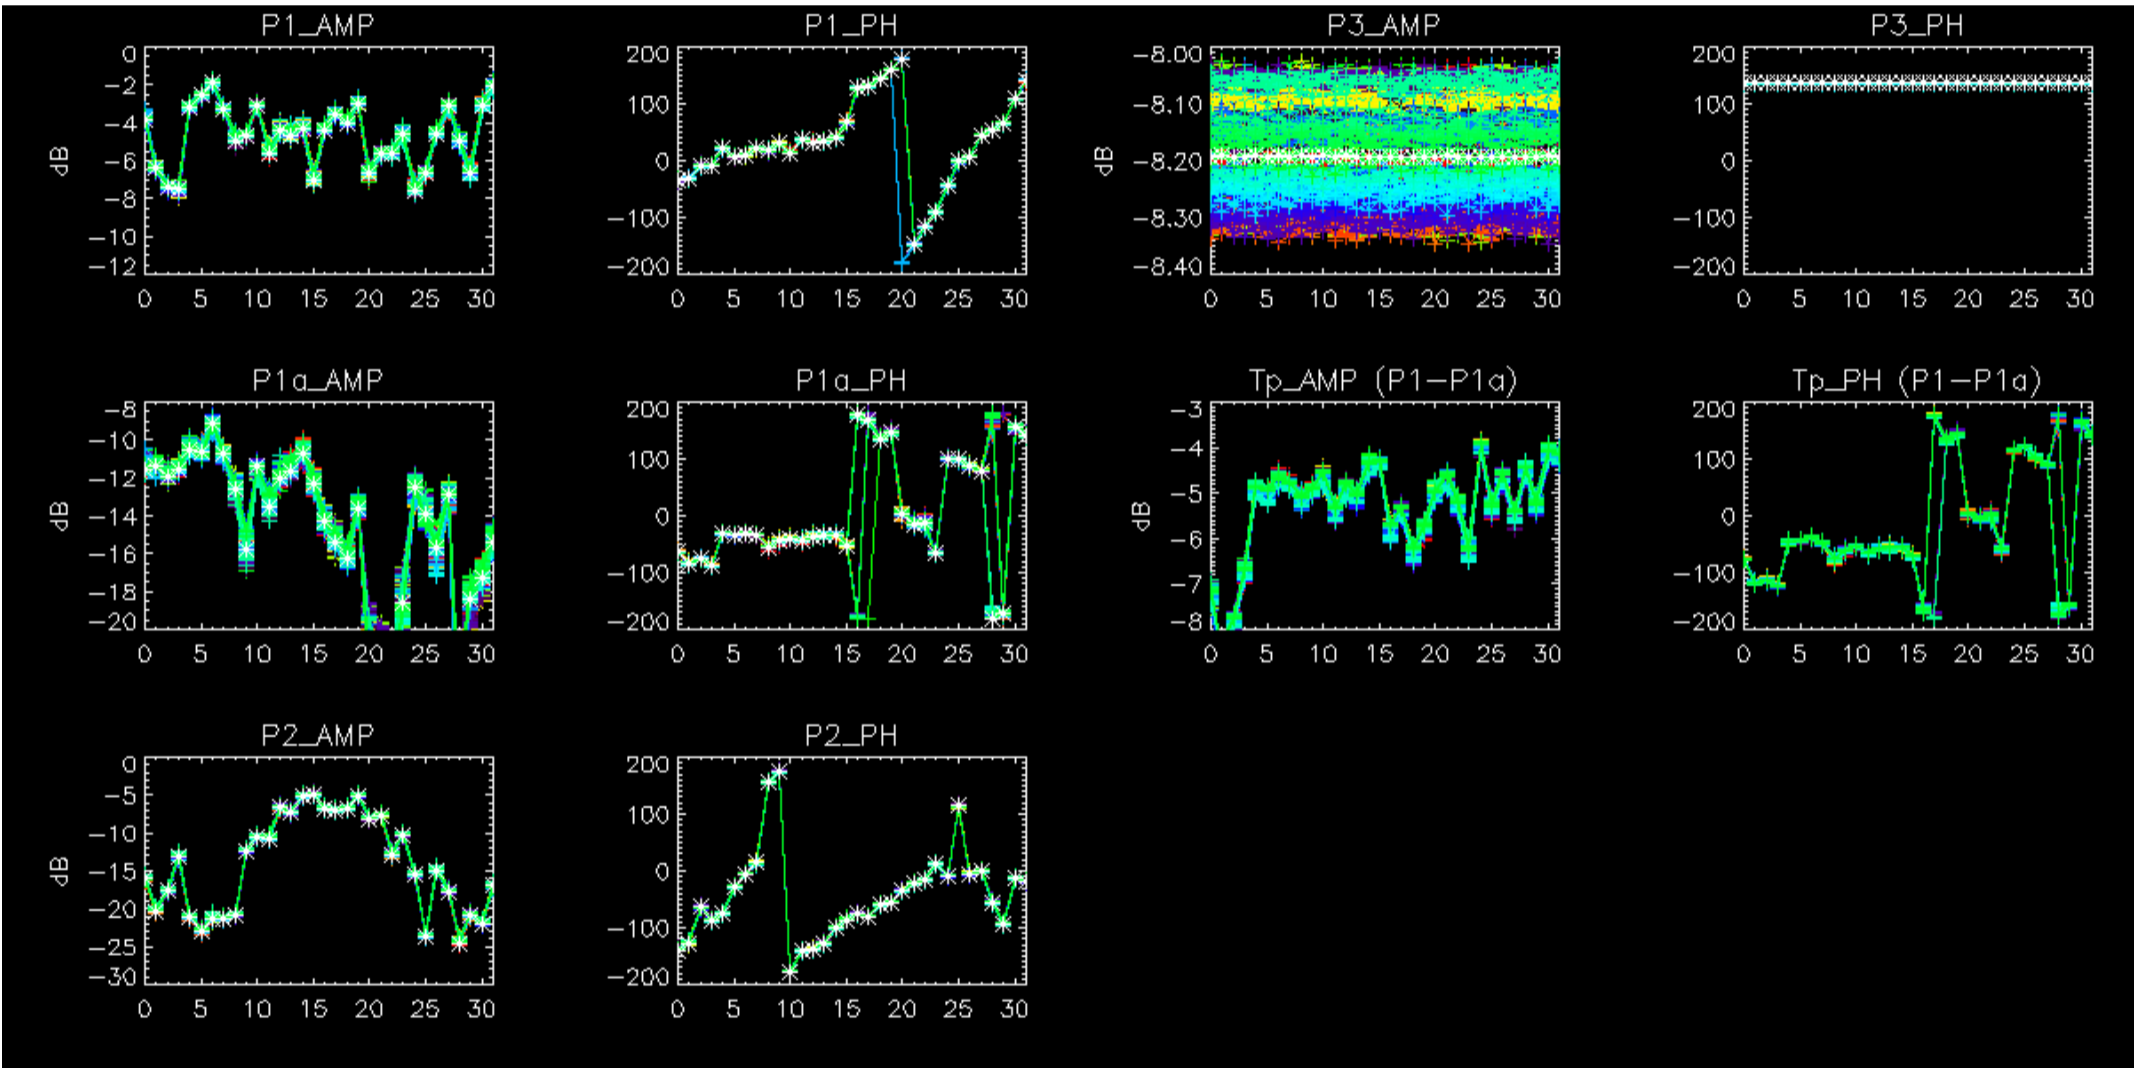 P1_AMP
0
-2
-4
-6
-8
-10
-12
dB
0 5 10 15 20 25 30
P1_PH
200
100
0
-100
-200
0 5 10 15 20 25 30
P3_AMP
-8.00
-8.10
-8.20
-8.30
-8.40
dB
0 5 10 15 20 25 30
P3_PH
200
100
0
-100
-200
0 5 10 15 20 25 30
P1a_AMP
-8
-10
-12
-14
-16
-18
-20
dB
0 5 10 15 20 25 30
P1a_PH
200
100
0
-100
-200
0 5 10 15 20 25 30
Tp_AMP (P1-P1a)
-3
-4
-5
-6
-7
-8
dB
0 5 10 15 20 25 30
Tp_PH (P1-P1a)
200
100
0
-100
-200
0 5 10 15 20 25 30
P2_AMP
0
-5
-10
-15
-20
-25
-30
dB
0 5 10 15 20 25 30
P2_PH
200
100
0
-100
-200
0 5 10 15 20 25 30